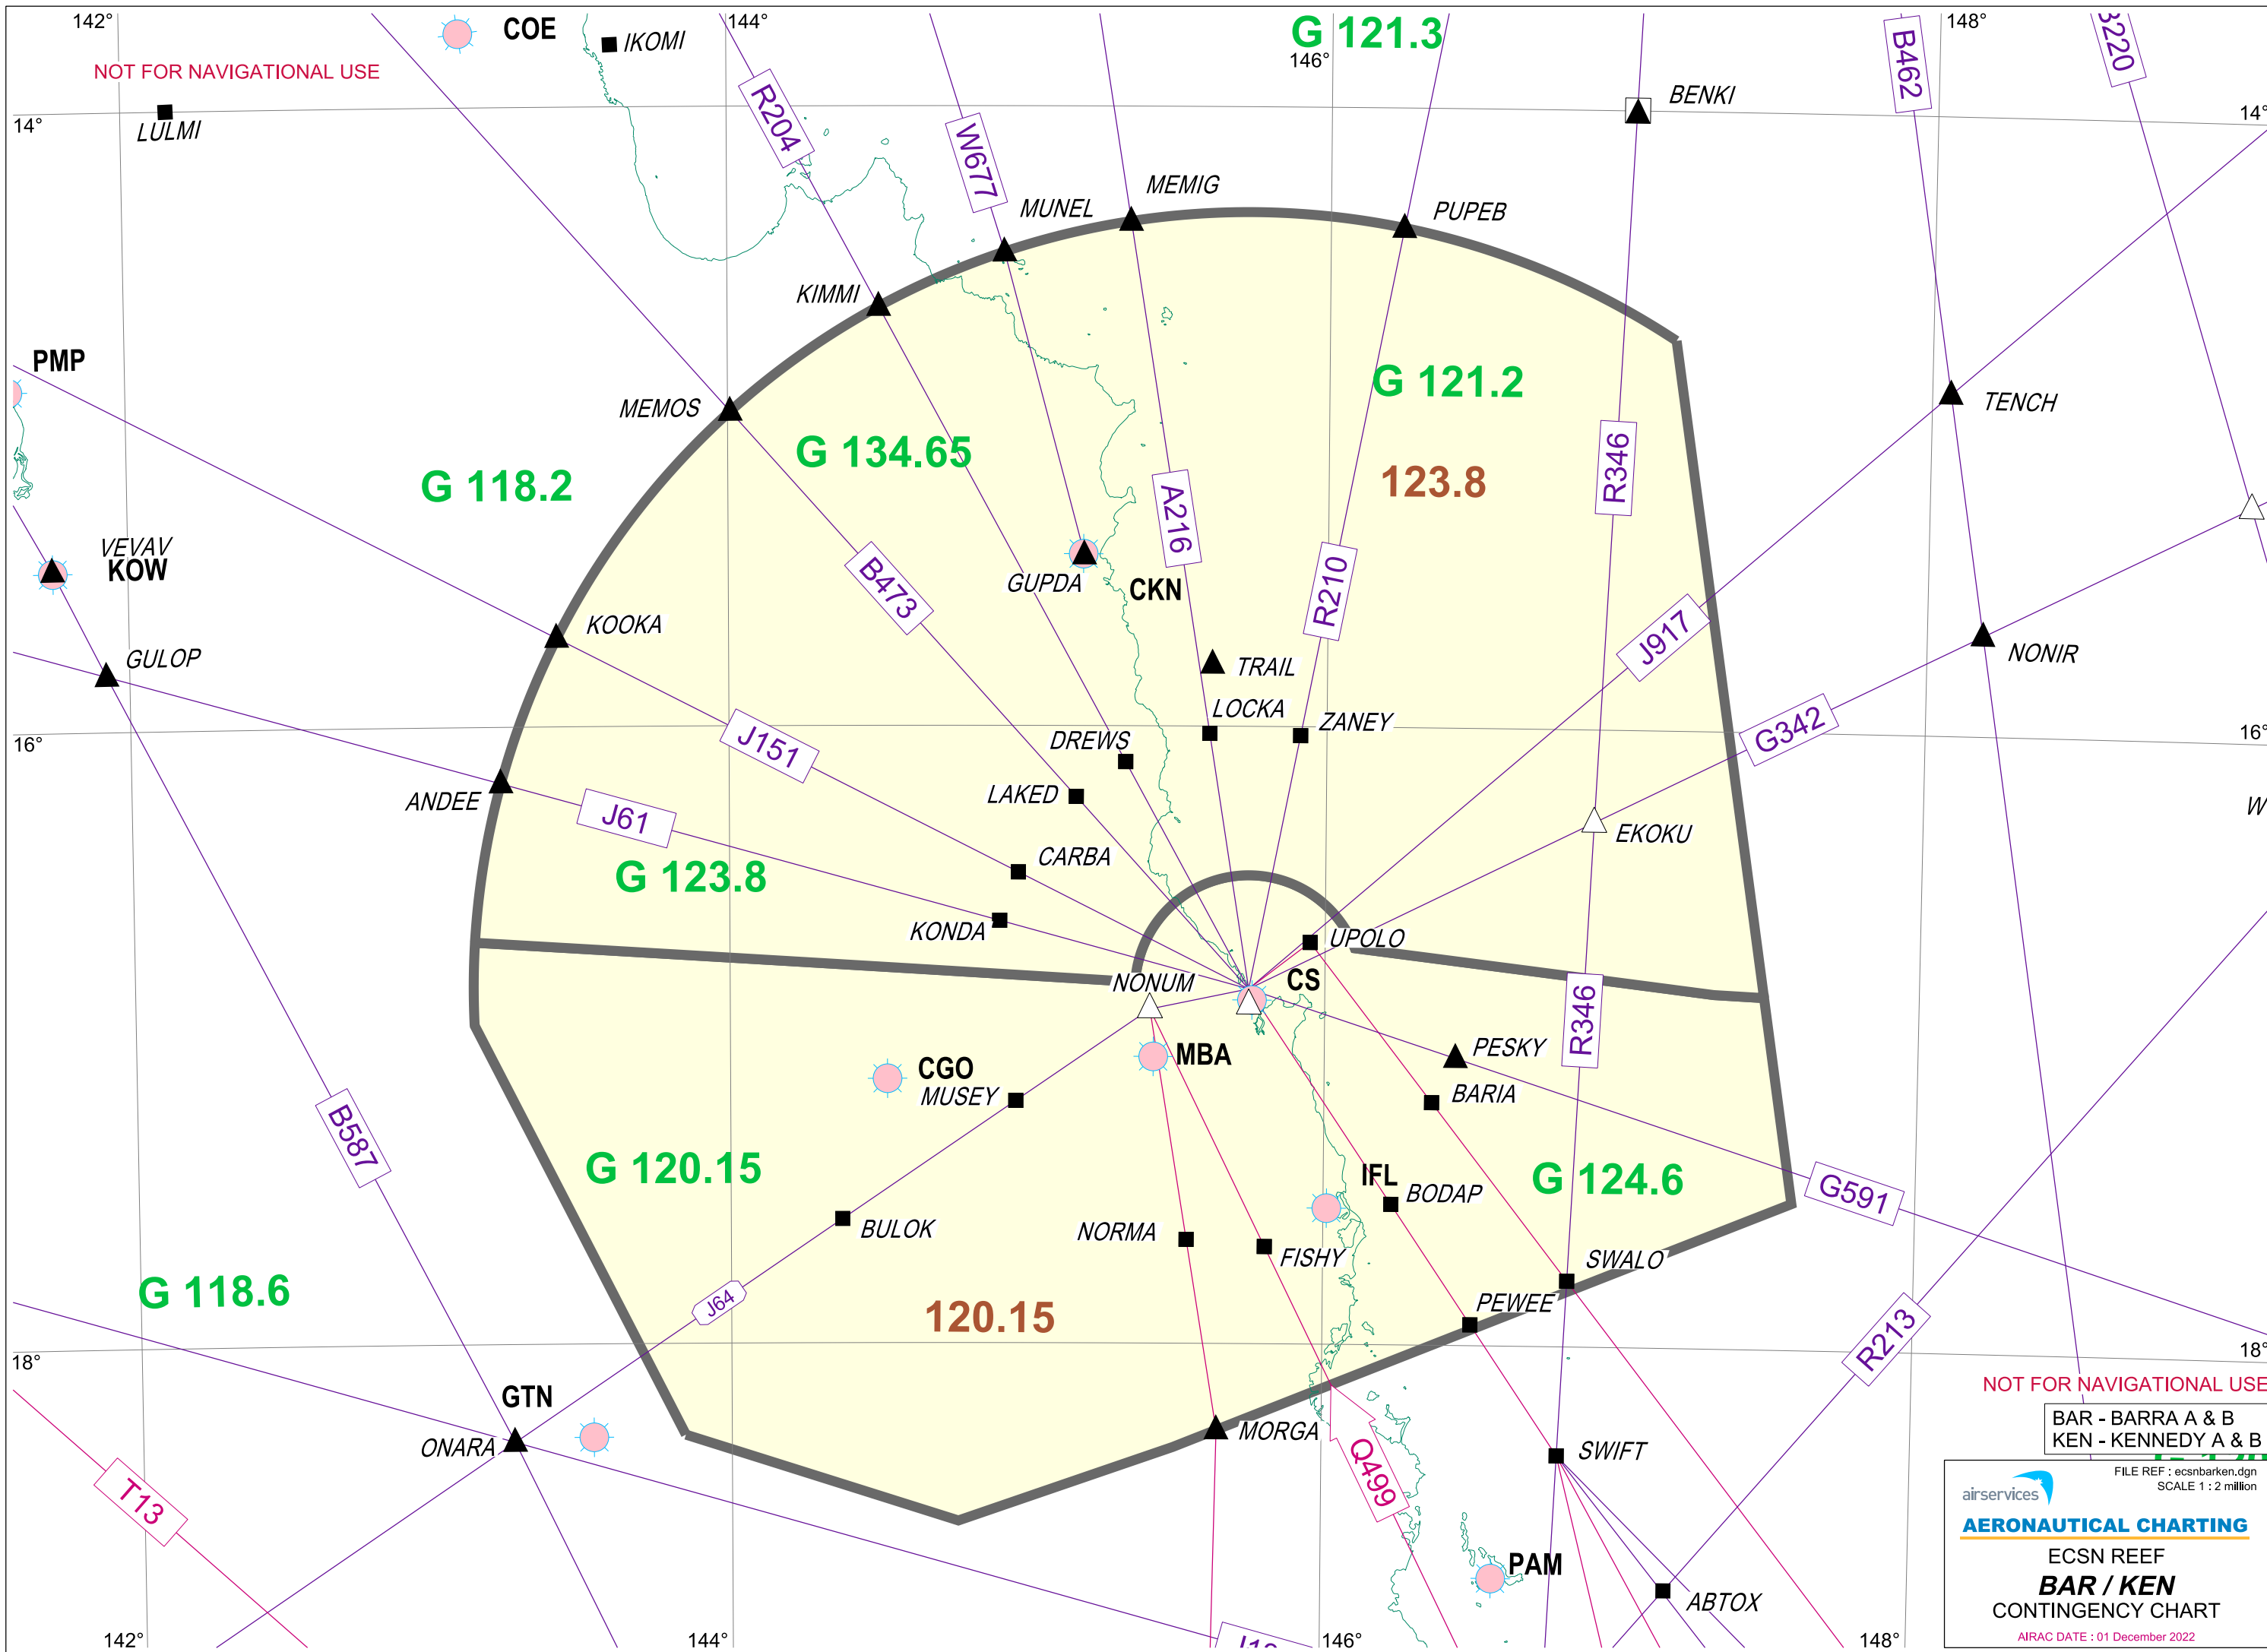 142°
COE
IKOMI
144°
G 121.3
146°
148°
B462
NOT FOR NAVIGATIONAL USE
R204
14°
LULMI
W677
BENKI
14°
MEMIG
MUNEL
PUPEB
KIMMI
PMP
MEMOS
G 121.2
TENCH
G 134.65
G 118.2
123.8
R346
A216
VEVAV
KOW
B473
GUPDA
CKN
R210
KOOKA
J917
GULOP
TRAIL
NONIR
LOCKA
ZANEY
G342
16°
J151
DREWS
16°
ANDEE
LAKED
J61
EKOKU
W
CARBA
G 123.8
KONDA
UPOLO
NONUM
CS
R346
PESKY
MBA
CGO
MUSEY
BARIA
B587
G 120.15
IFL
G 124.6
BODAP
G591
BULOK
NORMA
FISHY
SWALO
G 118.6
J64
PEWEE
120.15
R213
18°
18°
NOT FOR NAVIGATIONAL USE
GTN
ONARA
MORGA
BAR - BARRA A & B
KEN - KENNEDY A & B
SWIFT
Q499
T13
airservices
FILE REF : ecsnbarken.dgn
SCALE 1 : 2 million
AERONAUTICAL CHARTING
ECSN REEF
BAR / KEN
CONTINGENCY CHART
AIRAC DATE : 01 December 2022
PAM
ABTOX
142°
144°
146°
148°